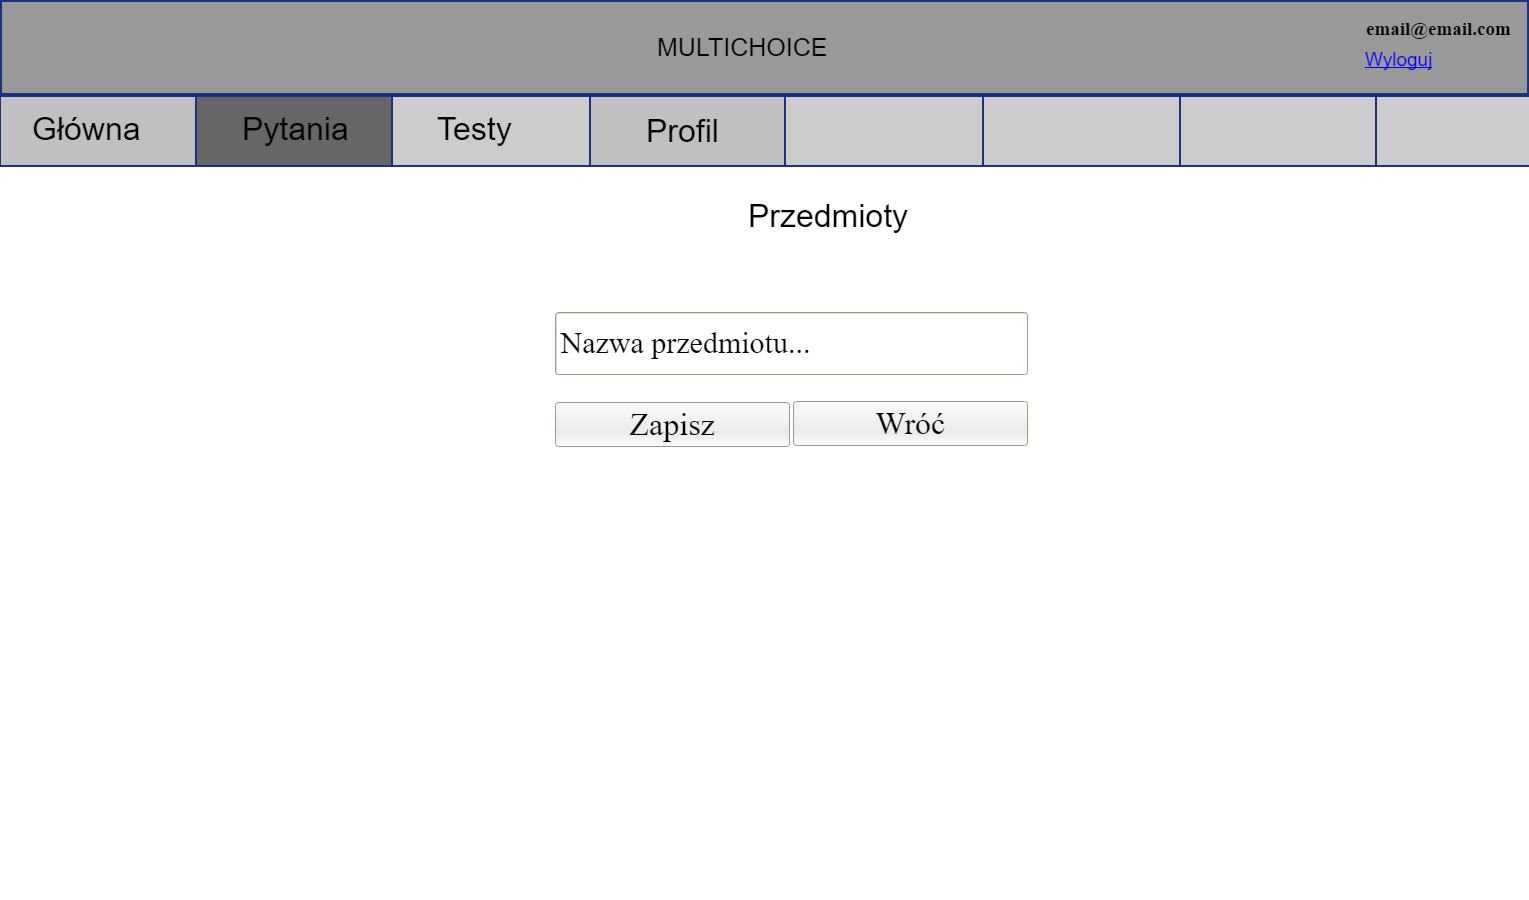 MULTICHOICE
email@email.com
Wyloguj
Główna Pytania Testy Profil
Przedmioty
Nazwa przedmiotu...
Zapisz Wróć